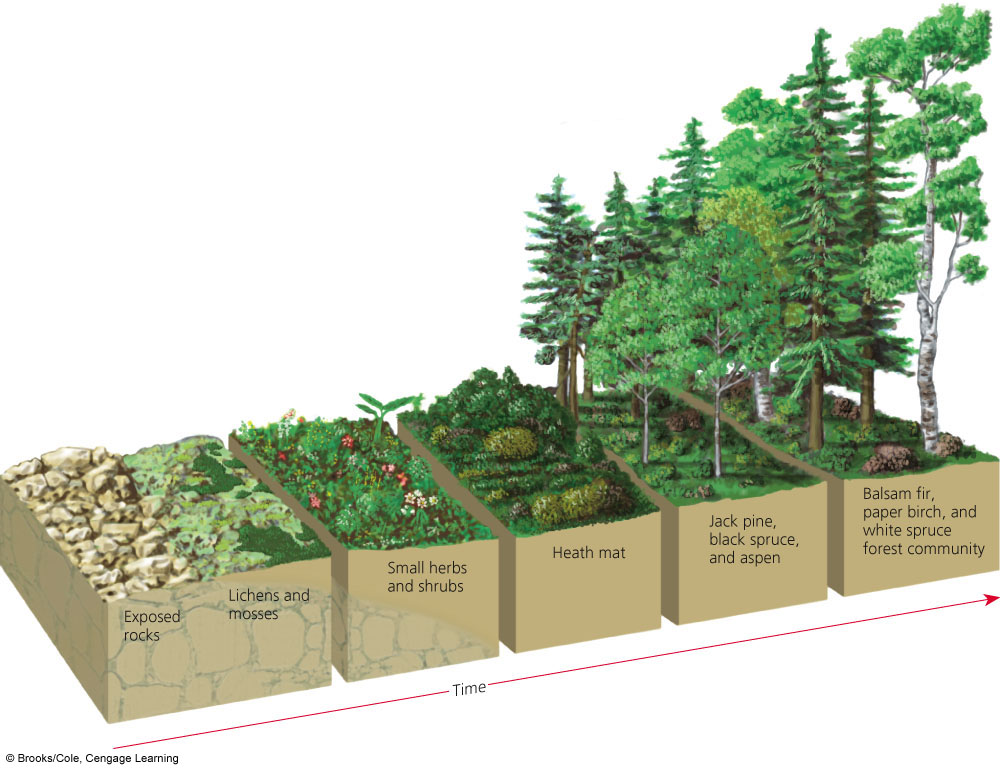 Exposed
rocks
Lichens and
mosses
Small herbs
and shrubs
Heath mat
Jack pine,
black spruce,
and aspen
Balsam fir,
paper birch, and
white spruce
forest community
Time
© Brooks/Cole, Cengage Learning